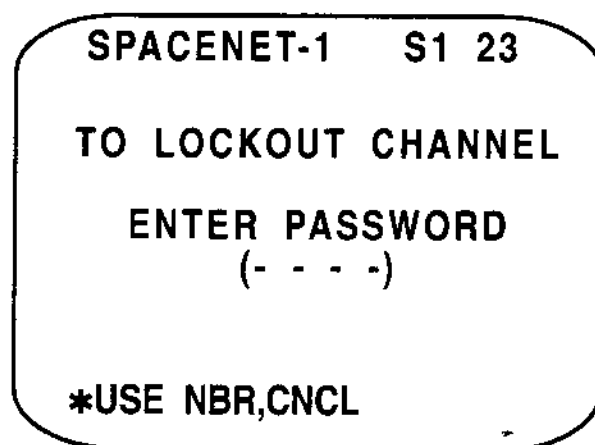 SPACENET-1 S1 23
TO LOCKOUT CHANNEL
ENTER PASSWORD
(- - - -)
*USE NBR,CNCL